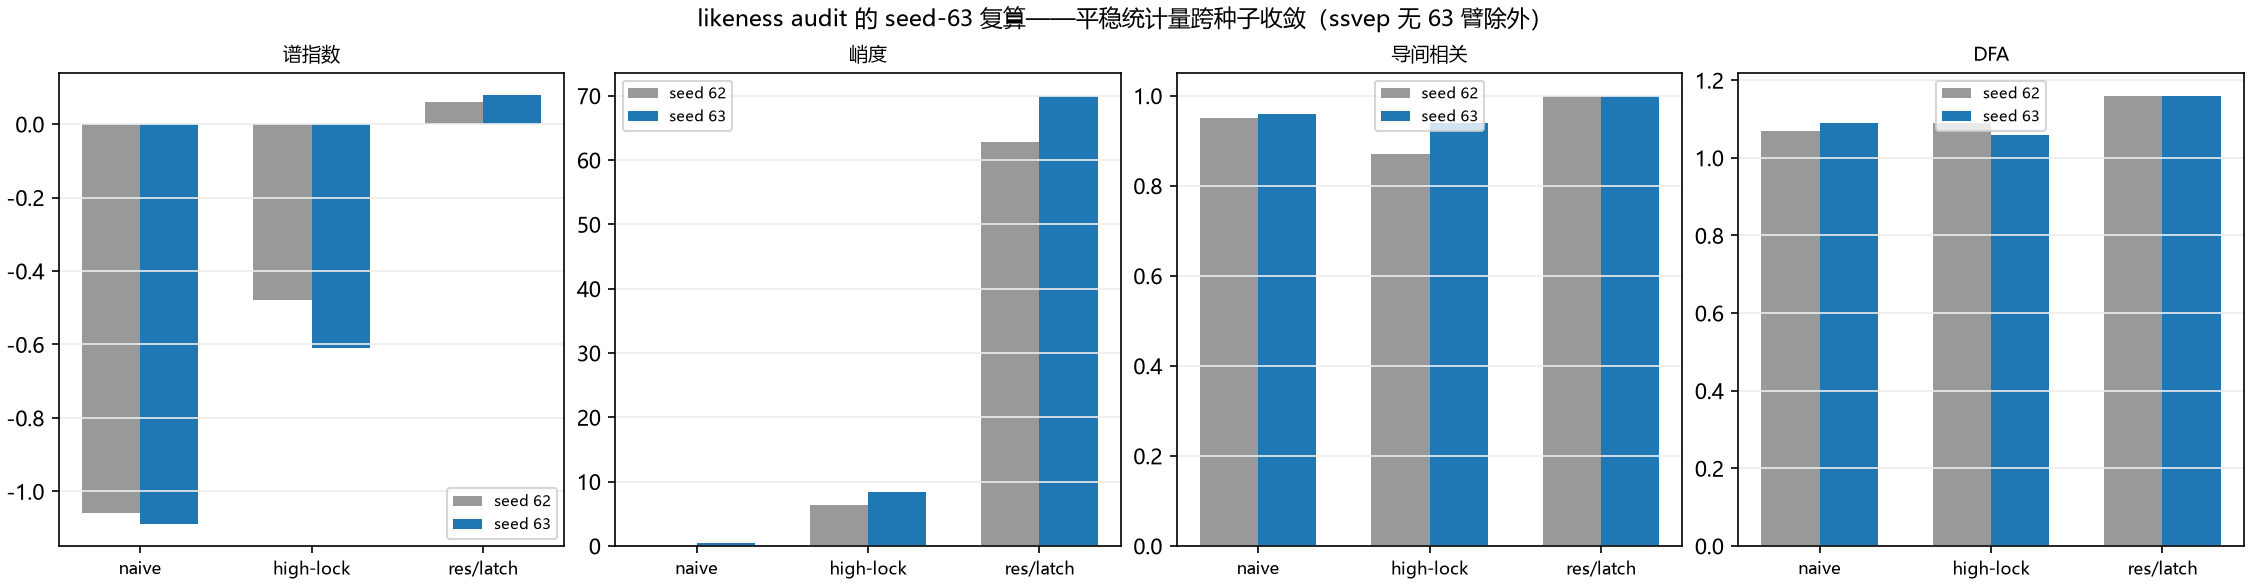 likeness audit 的 seed-63 复算——平稳统计量跨种子收敛（ssvep 无 63 臂除外）
谱指数
0.0
-0.2
-0.4
-0.6
-0.8
-1.0
seed 62
seed 63
naive
high-lock
res/latch
峭度
70
60
50
40
30
20
10
0
seed 62
seed 63
naive
high-lock
res/latch
导间相关
1.0
0.8
0.6
0.4
0.2
0.0
seed 62
seed 63
naive
high-lock
res/latch
DFA
1.2
1.0
0.8
0.6
0.4
0.2
0.0
seed 62
seed 63
naive
high-lock
res/latch